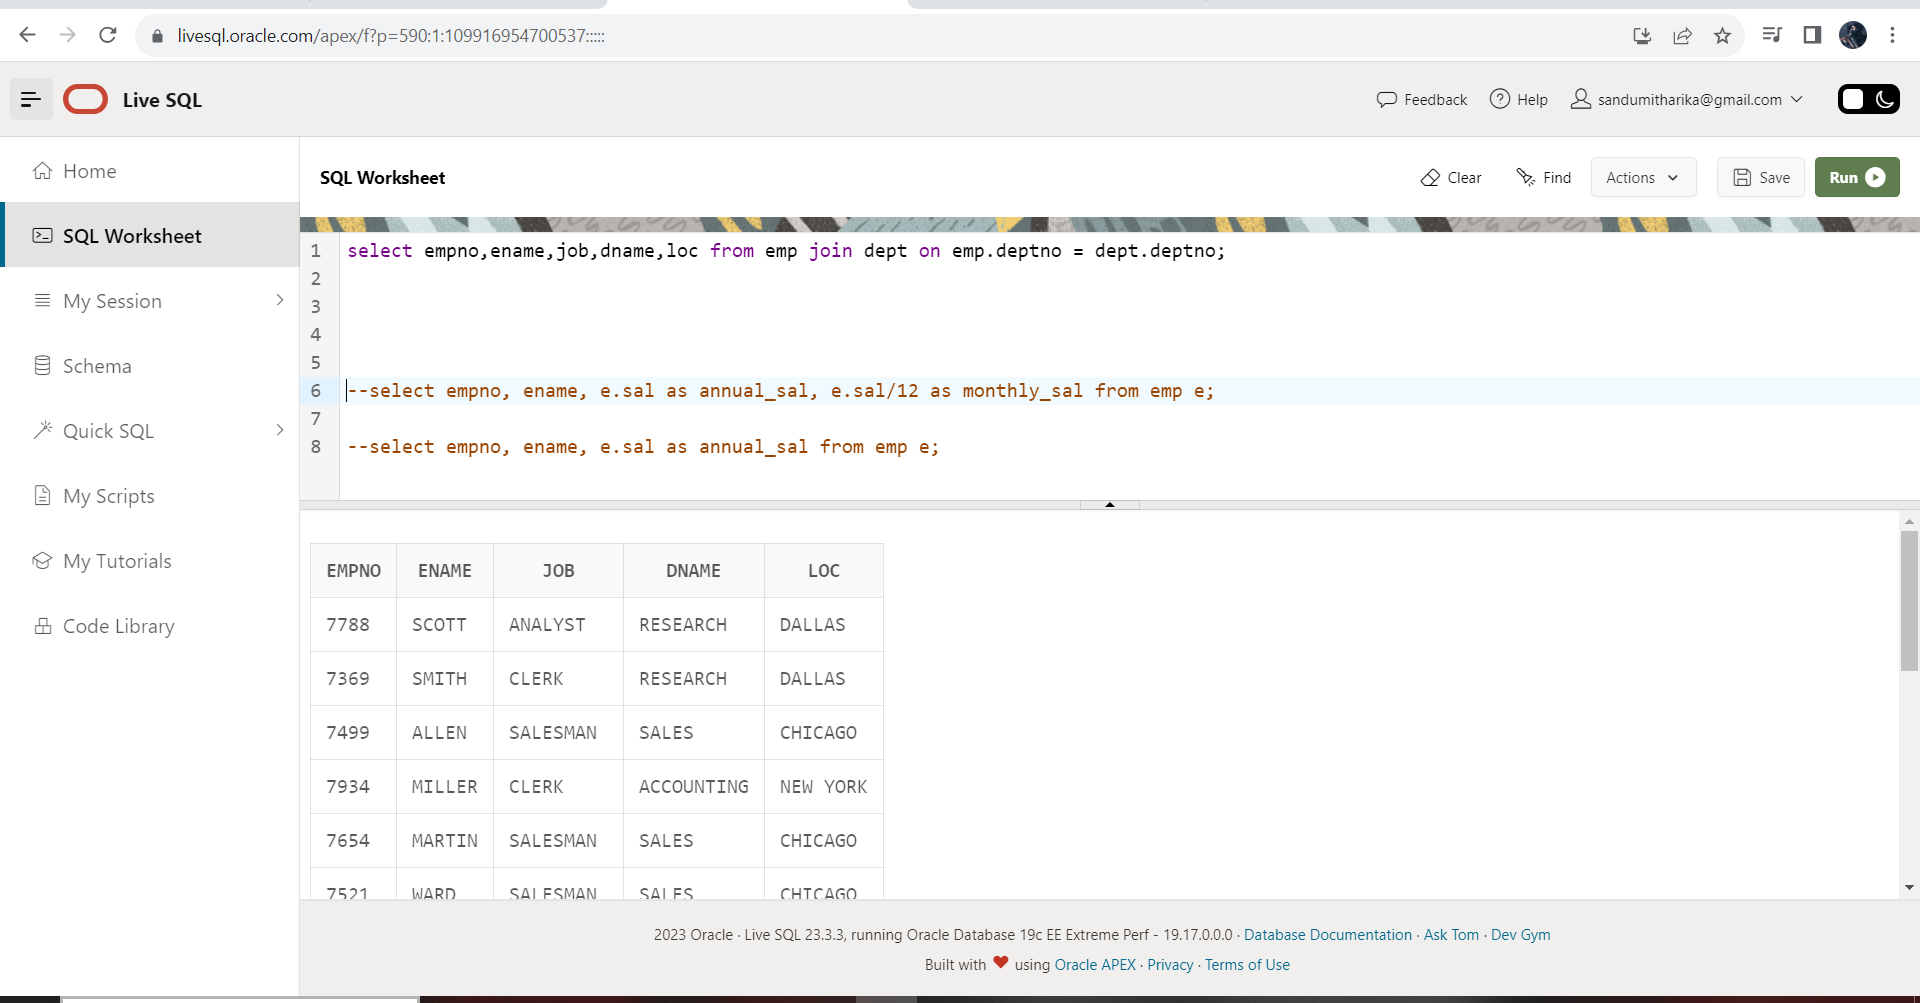 livesql.oracle.com/apex/f?p=590:1:109916954700537:::::
Live SQL
Feedback
Help
sandumitharika@gmail.com
Home
SQL Worksheet
My Session
Schema
Quick SQL
My Scripts
My Tutorials
Code Library
SQL Worksheet
Clear
Find
Actions
Save
Run
1 select empno,ename,job,dname,loc from emp join dept on emp.deptno = dept.deptno;
2
3
4
5
6 --select empno, ename, e.sal as annual_sal, e.sal/12 as monthly_sal from emp e;
7
8 --select empno, ename, e.sal as annual_sal from emp e;
EMPNO ENAME JOB DNAME LOC
7788 SCOTT ANALYST RESEARCH DALLAS
7369 SMITH CLERK RESEARCH DALLAS
7499 ALLEN SALESMAN SALES CHICAGO
7934 MILLER CLERK ACCOUNTING NEW YORK
7654 MARTIN SALESMAN SALES CHICAGO
7521 WARD SALESMAN SALES CHICAGO
2023 Oracle · Live SQL 23.3.3, running Oracle Database 19c EE Extreme Perf - 19.17.0.0.0 · Database Documentation · Ask Tom · Dev Gym
Built with ❤ using Oracle APEX · Privacy · Terms of Use